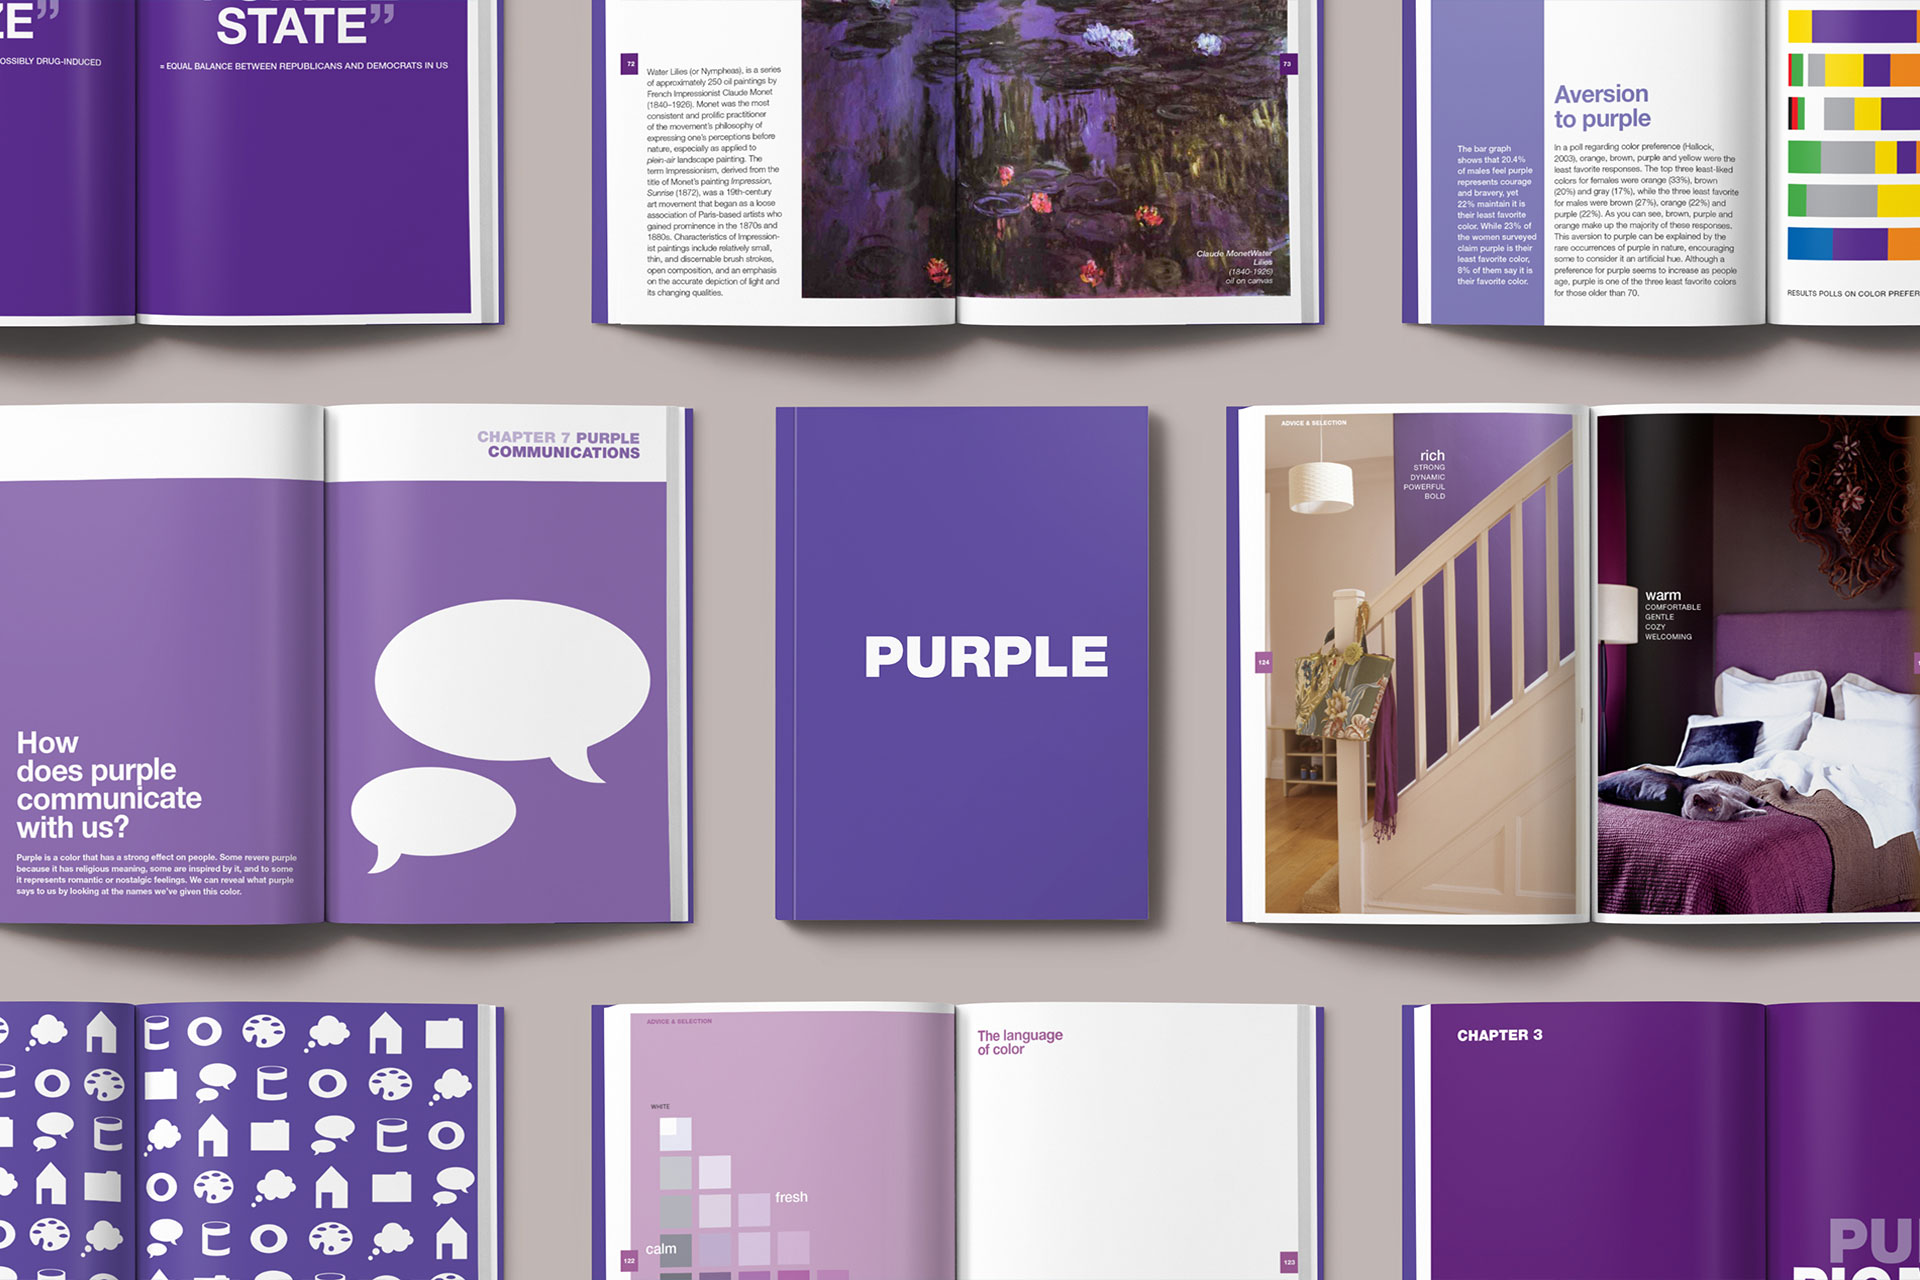 ZE”
OSSIBLY DRUG-INDUCED
STATE”
= EQUAL BALANCE BETWEEN REPUBLICANS AND DEMOCRATS IN US
72
Water Lilies (or Nympheas), is a series
of approximately 250 oil paintings by
French Impressionist Claude Monet
(1840–1926). Monet was the most
consistent and prolific practitioner
of the movement's philosophy of
expressing one's perceptions before
nature, especially as applied to
plein-air landscape painting. The
term Impressionism, derived from the
title of Monet's painting Impression,
Sunrise (1872), was a 19th-century
art movement that began as a loose
association of Paris-based artists who
gained prominence in the 1870s and
1880s. Characteristics of Impression-
ist paintings include relatively small,
thin, and discernable brush strokes,
open composition, and an emphasis
on the accurate depiction of light and
its changing qualities.
73
Claude MonetWater
Lilies
(1840-1926)
oil on canvas
The bar graph
shows that 20.4%
of males feel purple
represents courage
and bravery, yet
22% maintain it is
their least favorite
color. While 23% of
the women surveyed
claim purple is their
least favorite color,
8% of them say it is
their favorite color.
Aversion
to purple
In a poll regarding color preference (Hallock,
2003), orange, brown, purple and yellow were the
least favorite responses. The top three least-liked
colors for females were orange (33%), brown
(20%) and gray (17%), while the three least favorite
for males were brown (27%), orange (22%) and
purple (22%). As you can see, brown, purple and
orange make up the majority of these responses.
This aversion to purple can be explained by the
rare occurrences of purple in nature, encouraging
some to consider it an artificial hue. Although a
preference for purple seems to increase as people
age, purple is one of the three least favorite colors
for those older than 70.
RESULTS POLLS ON COLOR PREFER
CHAPTER 7 PURPLE
COMMUNICATIONS
How
does purple
communicate
with us?
Purple is a color that has a strong effect on people. Some revere purple
because it has religious meaning, some are inspired by it, and to some
it represents romantic or nostalgic feelings. We can reveal what purple
says to us by looking at the names we've given this color.
PURPLE
ADVICE & SELECTION
rich
STRONG
DYNAMIC
POWERFUL
BOLD
124
warm
COMFORTABLE
GENTLE
COZY
WELCOMING
ADVICE & SELECTION
WHITE
fresh
calm
122
The language
of color
123
CHAPTER 3
PU